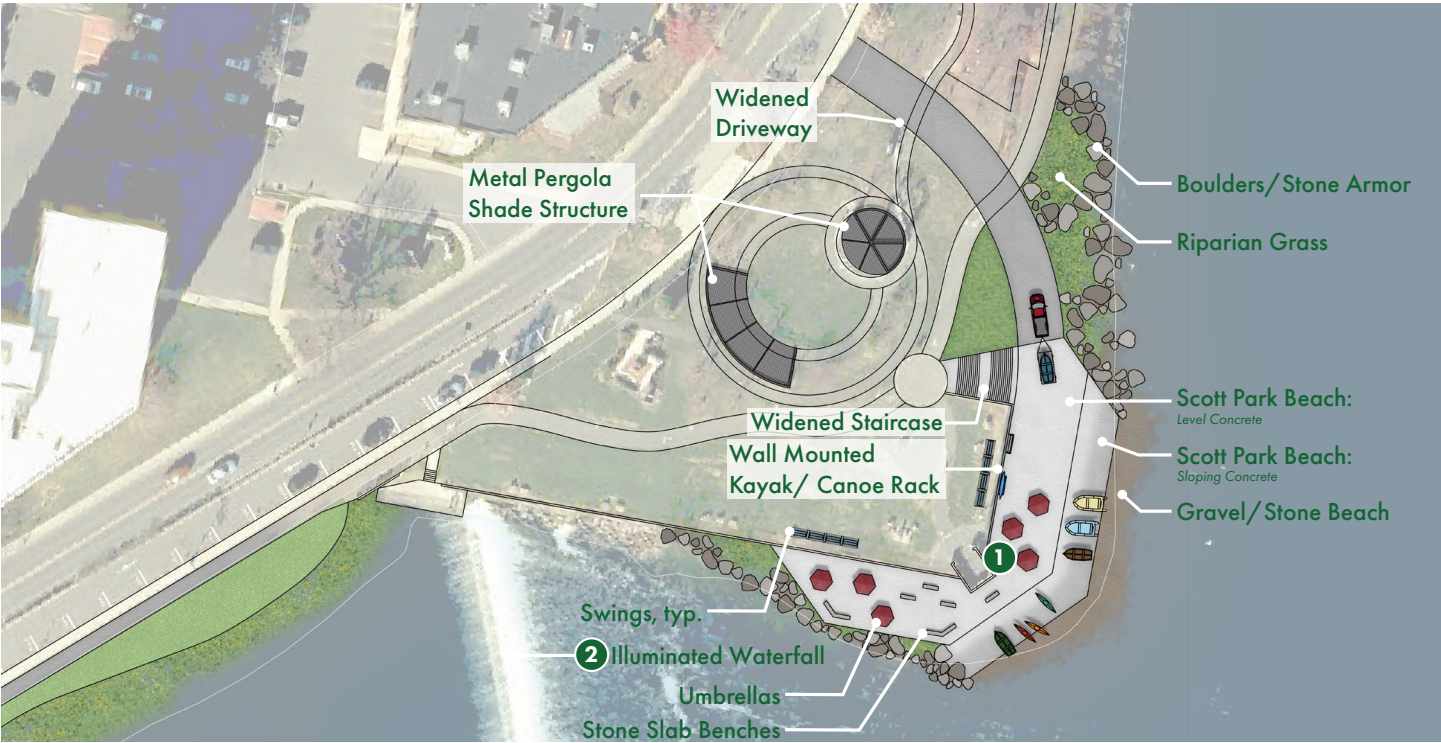 Widened
Driveway
Metal Pergola
Shade Structure
Boulders/Stone Armor
Riparian Grass
Scott Park Beach:
Level Concrete
Widened Staircase
Scott Park Beach:
Sloping Concrete
Wall Mounted
Kayak/ Canoe Rack
Gravel/Stone Beach
1
Swings, typ.
2 Illuminated Waterfall
Umbrellas
Stone Slab Benches